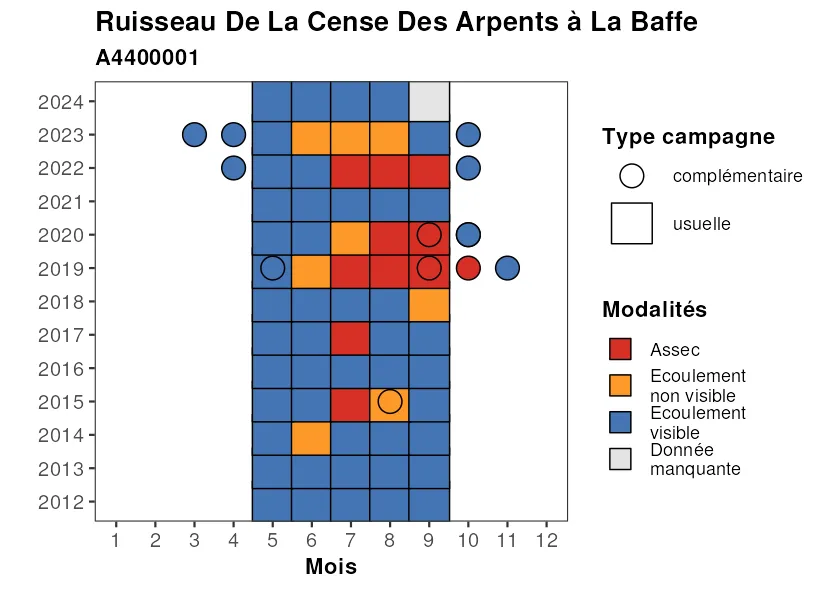 Ruisseau De La Cense Des Arpents à La Baffe
A4400001
2024
2023
2022
2021
2020
2019
2018
2017
2016
2015
2014
2013
2012
1 2 3 4 5 6 7 8 9 10 11 12
Mois
Type campagne
complémentaire
usuelle
Modalités
Assec
Ecoulement
non visible
Ecoulement
visible
Donnée
manquante